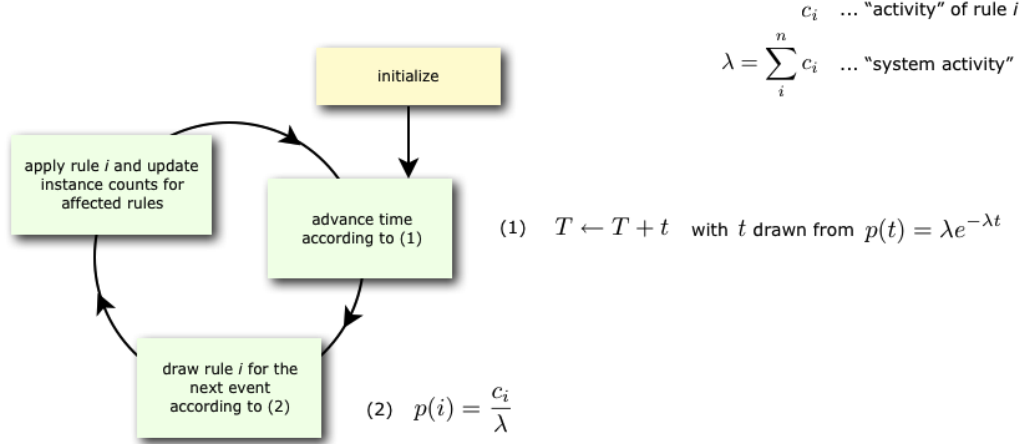 c_i ... “activity” of rule i
n
λ = ∑ c_i ... “system activity”
i
initialize
apply rule i and update
instance counts for
affected rules
advance time
according to (1)
(1) T ← T + t with t drawn from p(t) = λe^{−λt}
draw rule i for the
next event
according to (2)
(2) p(i) = c_i / λ